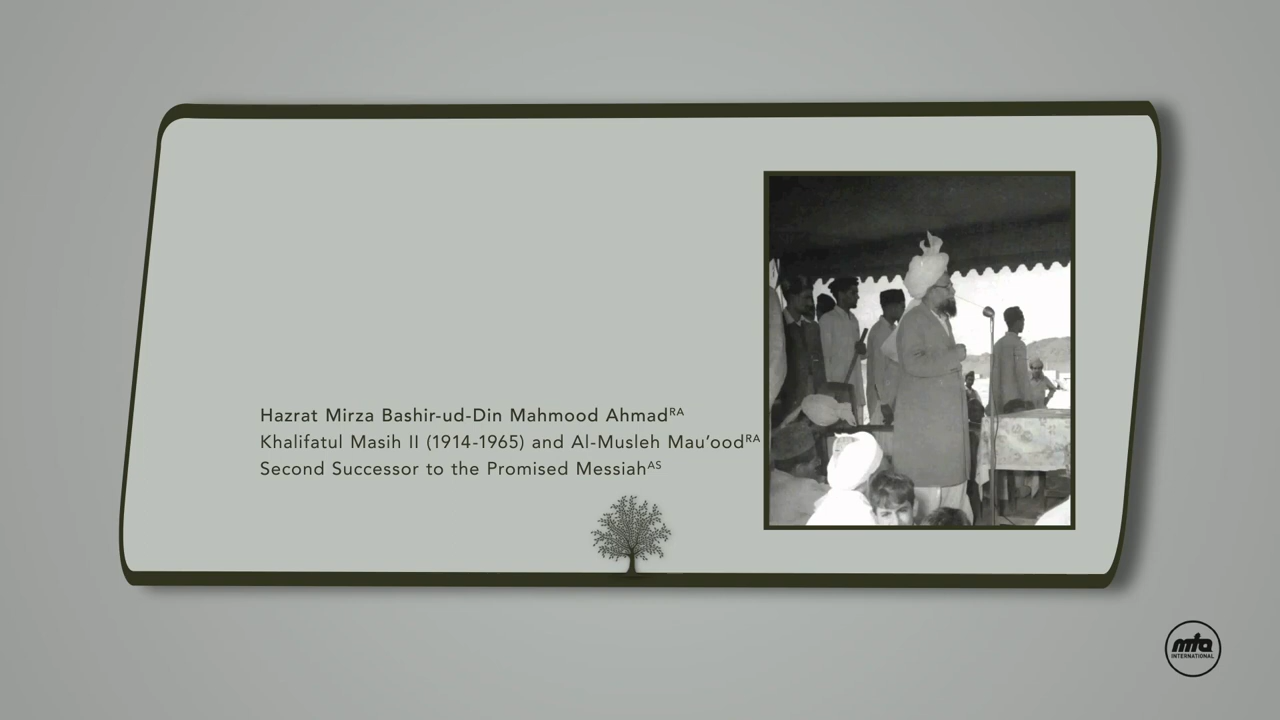 Hazrat Mirza Bashir-ud-Din Mahmood Ahmadᴿᴬ
Khalifatul Masih II (1914-1965) and Al-Musleh Mau’oodᴿᴬ
Second Successor to the Promised Messiahᴬˢ
mta
INTERNATIONAL